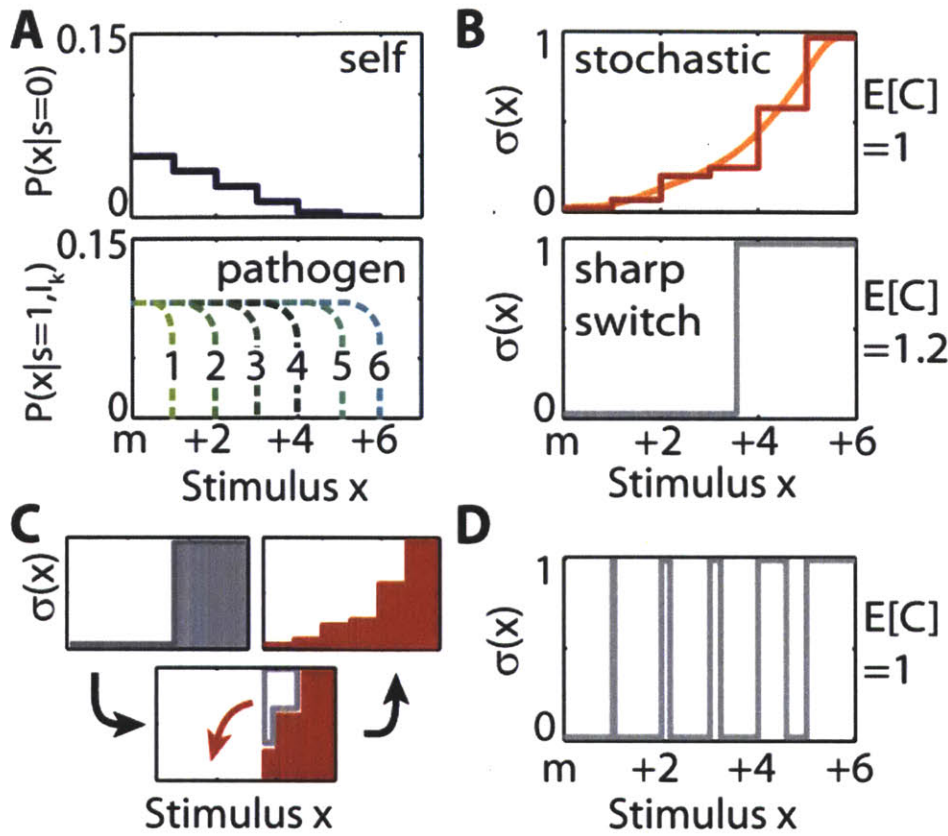 A
0.15
self
P(x|s=0)
0
0.15
pathogen
P(x|s=1,I_k)
1 2 3 4 5 6
0
m +2 +4 +6
Stimulus x
B
1
stochastic
σ(x)
E[C]
=1
0
1
sharp
switch
σ(x)
E[C]
=1.2
0
m +2 +4 +6
Stimulus x
C
σ(x)
Stimulus x
D
1
σ(x)
E[C]
=1
0
m +2 +4 +6
Stimulus x